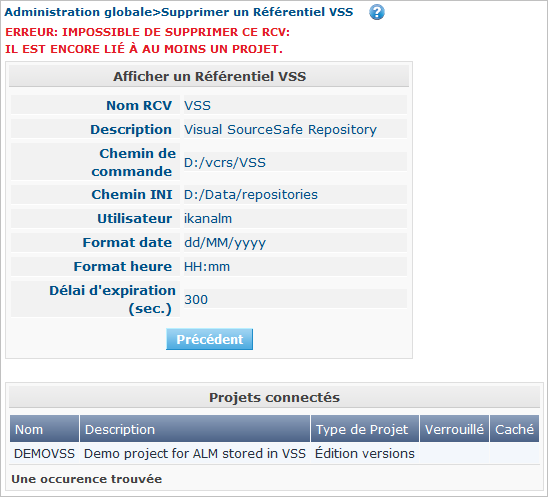 Administration globale>Supprimer un Référentiel VSS ?
ERREUR: IMPOSSIBLE DE SUPPRIMER CE RCV:
IL EST ENCORE LIÉ À AU MOINS UN PROJET.
Afficher un Référentiel VSS
Nom RCV VSS
Description Visual SourceSafe Repository
Chemin de
commande D:/vcrs/VSS
Chemin INI D:/Data/repositories
Utilisateur ikanalm
Format date dd/MM/yyyy
Format heure HH:mm
Délai d'expiration
(sec.) 300
Précédent
Projets connectés
Nom Description Type de Projet Verrouillé Caché
DEMOVSS Demo project for ALM stored in VSS Édition versions
Une occurence trouvée